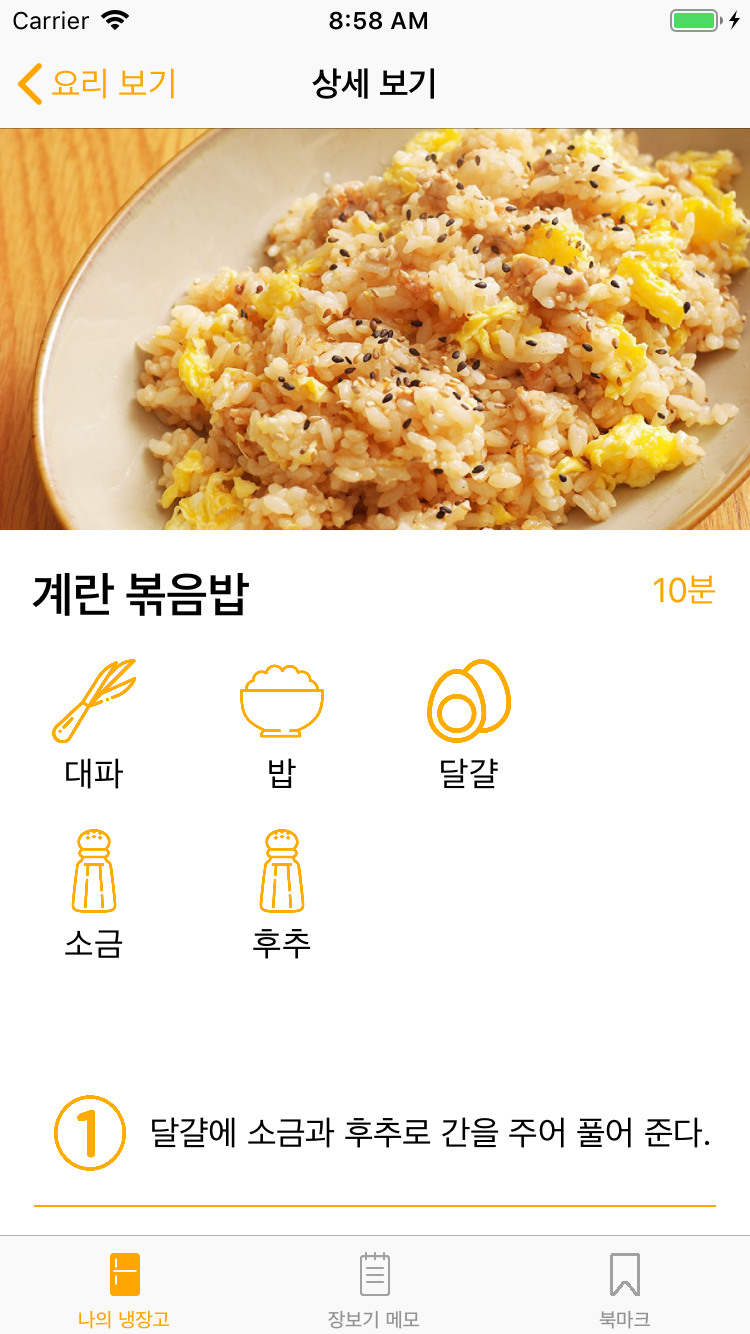 Carrier 8:58 AM
요리 보기 상세 보기
계란 볶음밥 10분
대파 밥 달걀
소금 후추
1 달걀에 소금과 후추로 간을 주어 풀어 준다.
나의 냉장고 장보기 메모 북마크